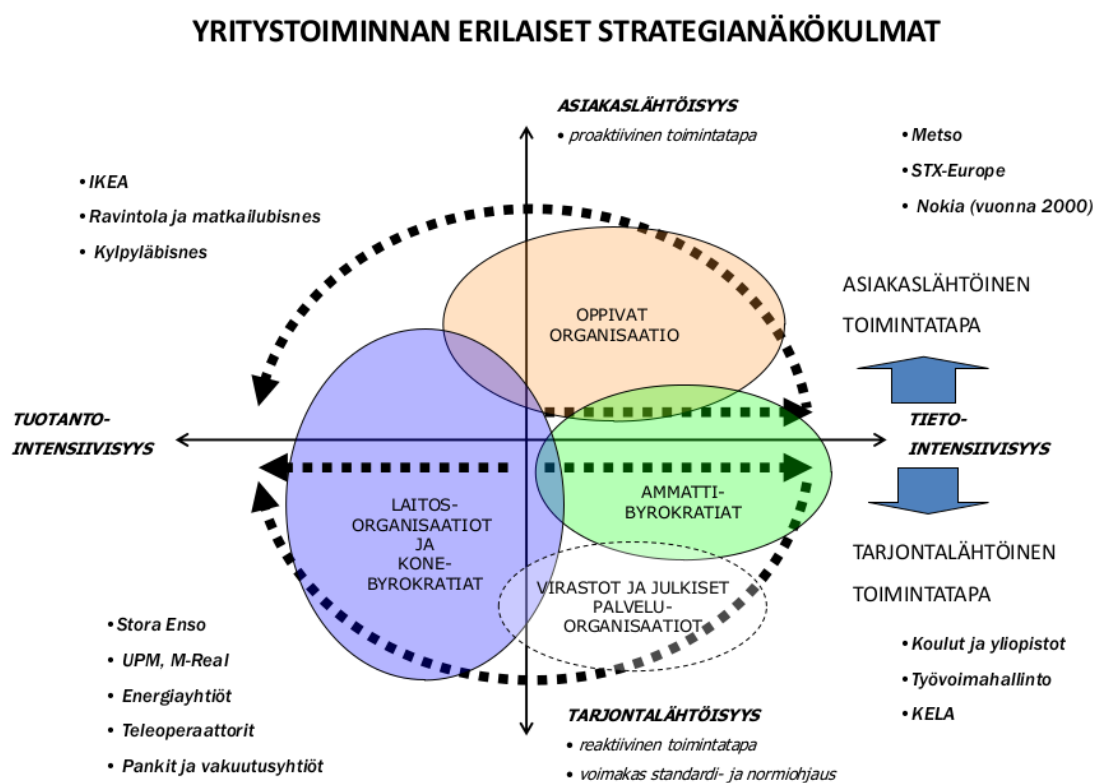 YRITYSTOIMINNAN ERILAISET STRATEGIANÄKÖKULMAT
ASIAKASLÄHTÖISYYS
• proaktiivinen toimintatapa
• IKEA
• Ravintola ja matkailubisnes
• Kylpyläbisnes
• Metso
• STX-Europe
• Nokia (vuonna 2000)
ASIAKASLÄHTÖINEN
TOIMINTATAPA
OPPIVAT
ORGANISAATIO
TUOTANTO-
INTENSIIVISYYS
TIETO-
INTENSIIVISYYS
LAITOS-
ORGANISAATIOT
JA
KONE-
BYROKRATIAT
AMMATTI-
BYROKRATIAT
VIRASTOT JA JULKISET
PALVELU-
ORGANISAATIOT
TARJONTALÄHTÖINEN
TOIMINTATAPA
• Stora Enso
• UPM, M-Real
• Energiayhtiöt
• Teleoperaattorit
• Pankit ja vakuutusyhtiöt
• Koulut ja yliopistot
• Työvoimahallinto
• KELA
TARJONTALÄHTÖISYYS
• reaktiivinen toimintatapa
• voimakas standardi- ja normiohjaus